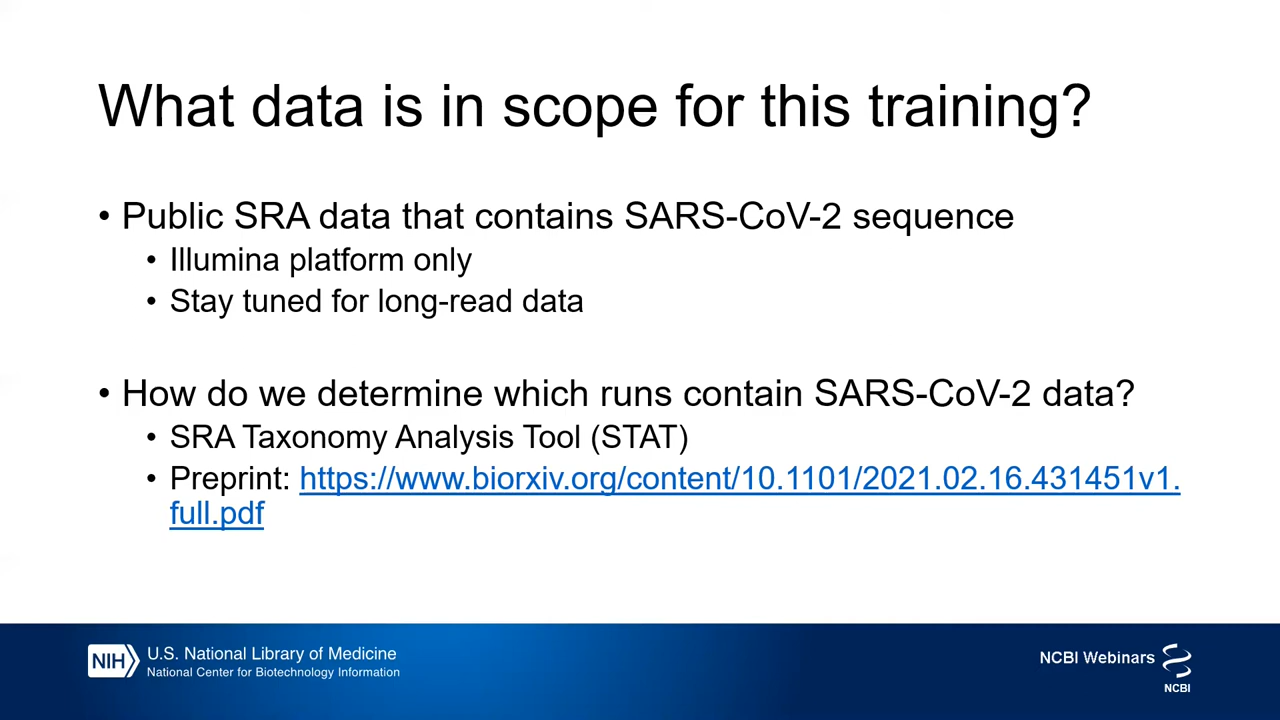 What data is in scope for this training?
• Public SRA data that contains SARS-CoV-2 sequence
• Illumina platform only
• Stay tuned for long-read data
• How do we determine which runs contain SARS-CoV-2 data?
• SRA Taxonomy Analysis Tool (STAT)
• Preprint: https://www.biorxiv.org/content/10.1101/2021.02.16.431451v1.
full.pdf
NIH
U.S. National Library of Medicine
National Center for Biotechnology Information
NCBI Webinars
NCBI